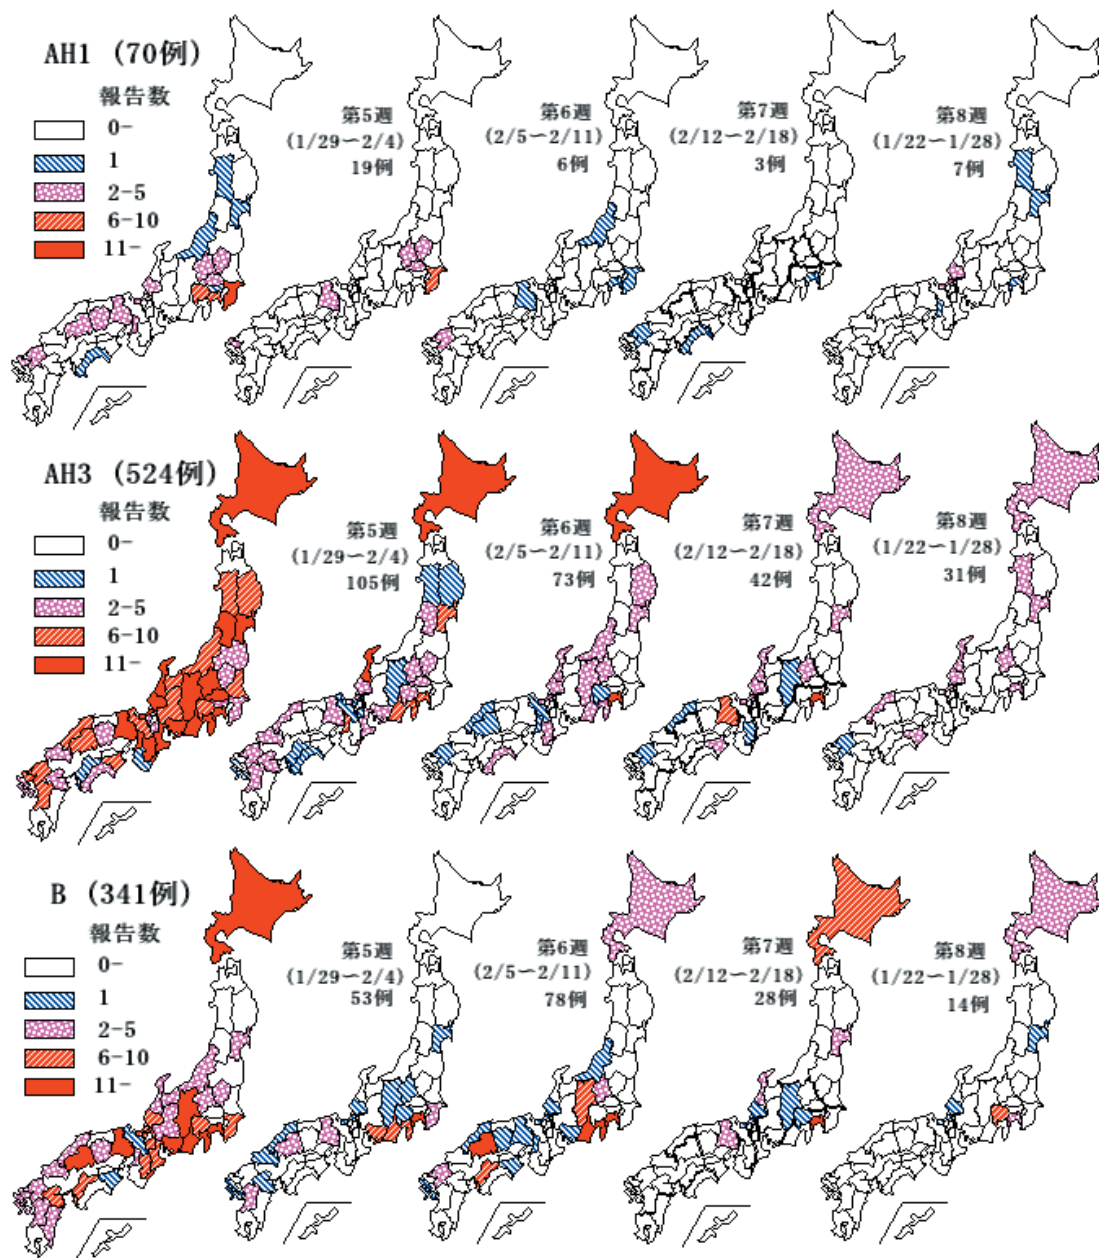 AH1 (70例)
報告数
0-
1
2-5
6-10
11-
第5週
(1/29～2/4)
19例
第6週
(2/5～2/11)
6例
第7週
(2/12～2/18)
3例
第8週
(1/22～1/28)
7例
AH3 (524例)
報告数
0-
1
2-5
6-10
11-
第5週
(1/29～2/4)
105例
第6週
(2/5～2/11)
73例
第7週
(2/12～2/18)
42例
第8週
(1/22～1/28)
31例
B (341例)
報告数
0-
1
2-5
6-10
11-
第5週
(1/29～2/4)
53例
第6週
(2/5～2/11)
78例
第7週
(2/12～2/18)
28例
第8週
(1/22～1/28)
14例